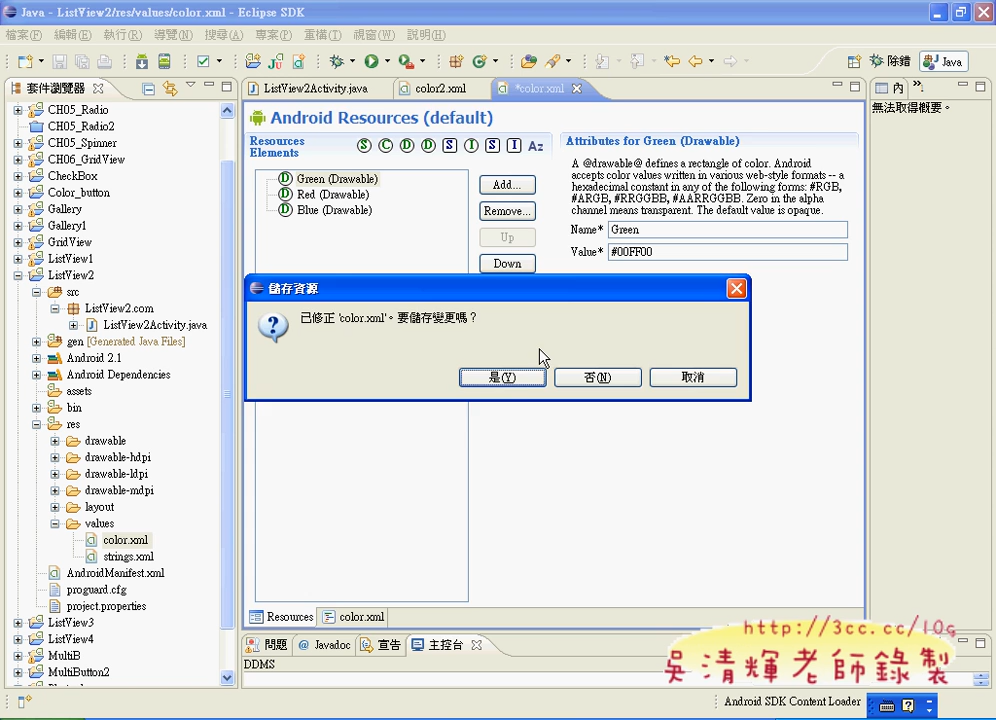 Java - ListView2/res/values/color.xml - Eclipse SDK
檔案(F) 編輯(E) 執行(R) 導覽(N) 搜尋(A) 專案(P) 重構(T) 視窗(W) 說明(H)
除錯 Java
套件瀏覽器
ListView2Activity.java color2.xml *color.xml
內
CH05_Radio
CH05_Radio2
CH05_Spinner
CH06_GridView
CheckBox
Color_button
Gallery
Gallery1
GridView
ListView1
ListView2
src
ListView2.com
ListView2Activity.java
gen [Generated Java Files]
Android 2.1
Android Dependencies
assets
bin
res
drawable
drawable-hdpi
drawable-ldpi
drawable-mdpi
layout
values
color.xml
strings.xml
AndroidManifest.xml
proguard.cfg
project.properties
ListView3
ListView4
MultiB
MultiButton2
Android Resources (default)
Resources
Elements
S C D D S I S I Az
Green (Drawable)
Red (Drawable)
Blue (Drawable)
Add...
Remove...
Up
Down
Attributes for Green (Drawable)
A @drawable@ defines a rectangle of color. Android
accepts color values written in various web-style formats -- a
hexadecimal constant in any of the following forms: #RGB,
#ARGB, #RRGGBB, #AARRGGBB. Zero in the alpha
channel means transparent. The default value is opaque.
Name* Green
Value* #00FF00
無法取得概要。
儲存資源
已修正 'color.xml'。要儲存變更嗎？
是(Y) 否(N) 取消
Resources color.xml
問題 @ Javadoc 宣告 主控台
DDMS
http://3cc.cc/10g
吳清輝老師錄製
Android SDK Content Loader